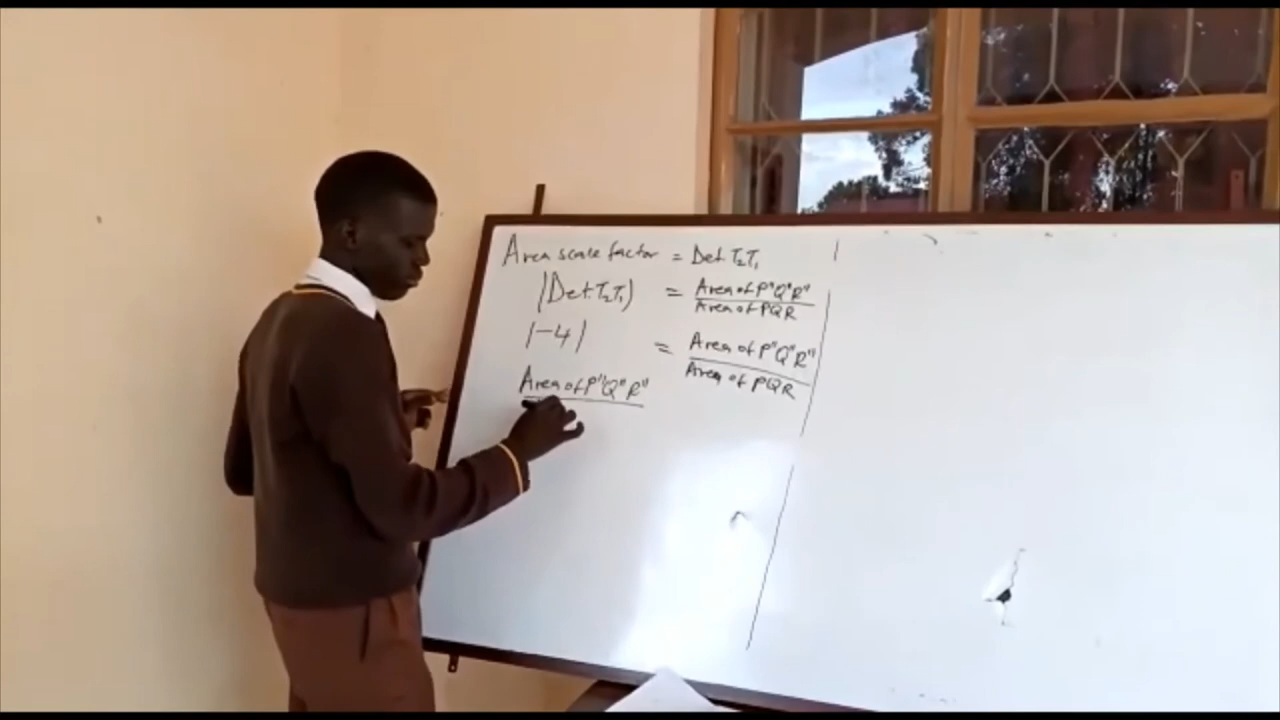 Area scale factor = Det T₂T₁
|Det. T₂T₁| = Area of P"Q"R" / Area of PQR
|-4| = Area of P"Q"R" / Area of PQR
Area of P"Q"R"